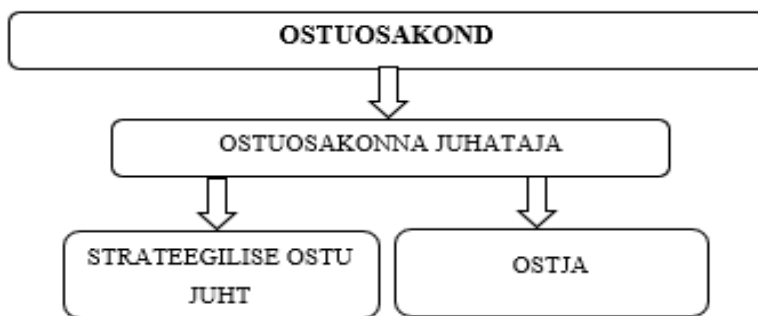 OSTUOSAKOND
OSTUOSAKONNA JUHATAJA
STRATEEGILISE OSTU
JUHT
OSTJA